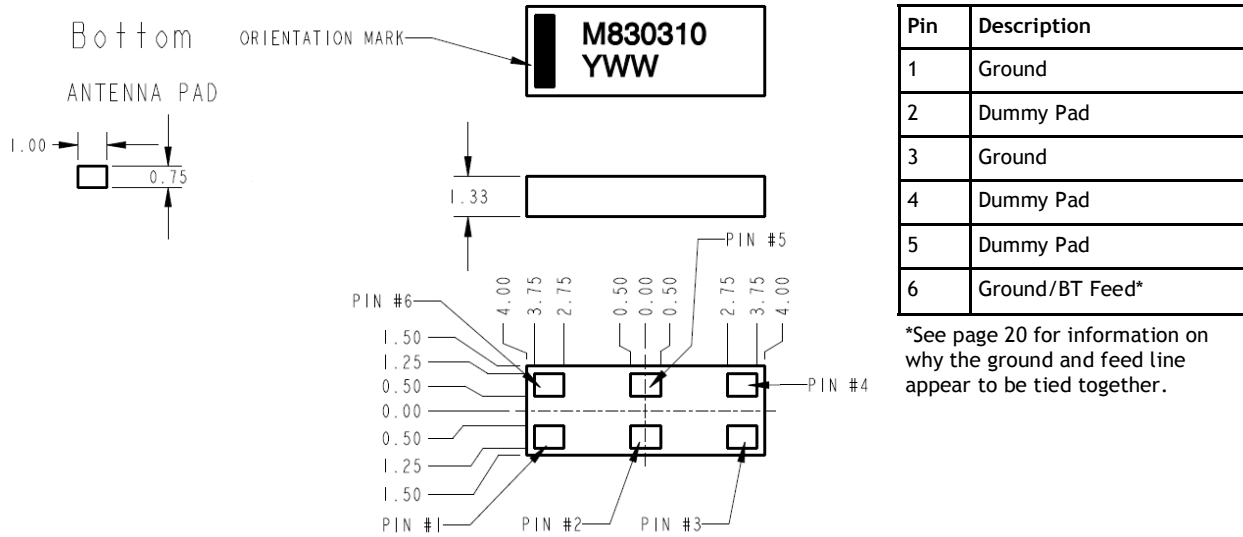 Bottom
ANTENNA PAD
1.00
0.75
ORIENTATION MARK
M830310
YWW
1.33
PIN #5
PIN #6
4.00
3.75
2.75
0.50
0.00
0.50
2.75
3.75
4.00
1.50
1.25
0.50
0.00
0.50
1.25
1.50
PIN #4
PIN #1
PIN #2
PIN #3
Pin Description
1 Ground
2 Dummy Pad
3 Ground
4 Dummy Pad
5 Dummy Pad
6 Ground/BT Feed*
*See page 20 for information on
why the ground and feed line
appear to be tied together.